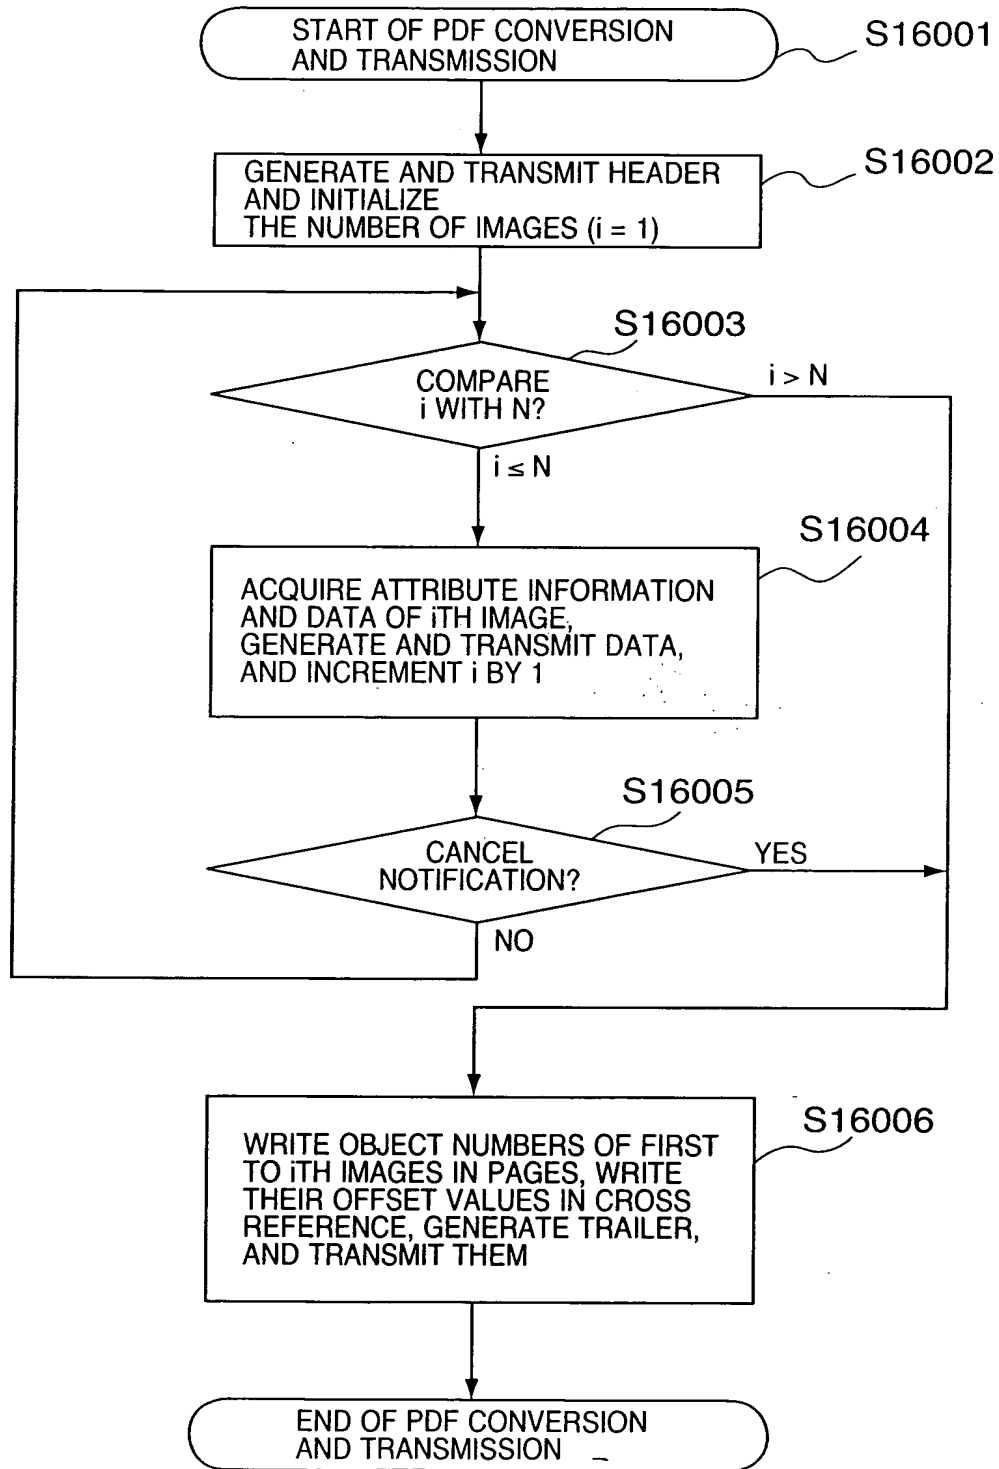 START OF PDF CONVERSION
AND TRANSMISSION
S16001
GENERATE AND TRANSMIT HEADER
AND INITIALIZE
THE NUMBER OF IMAGES (i = 1)
S16002
S16003
COMPARE
i WITH N?
i > N
i ≤ N
S16004
ACQUIRE ATTRIBUTE INFORMATION
AND DATA OF iTH IMAGE,
GENERATE AND TRANSMIT DATA,
AND INCREMENT i BY 1
S16005
CANCEL
NOTIFICATION?
YES
NO
S16006
WRITE OBJECT NUMBERS OF FIRST
TO iTH IMAGES IN PAGES, WRITE
THEIR OFFSET VALUES IN CROSS
REFERENCE, GENERATE TRAILER,
AND TRANSMIT THEM
END OF PDF CONVERSION
AND TRANSMISSION